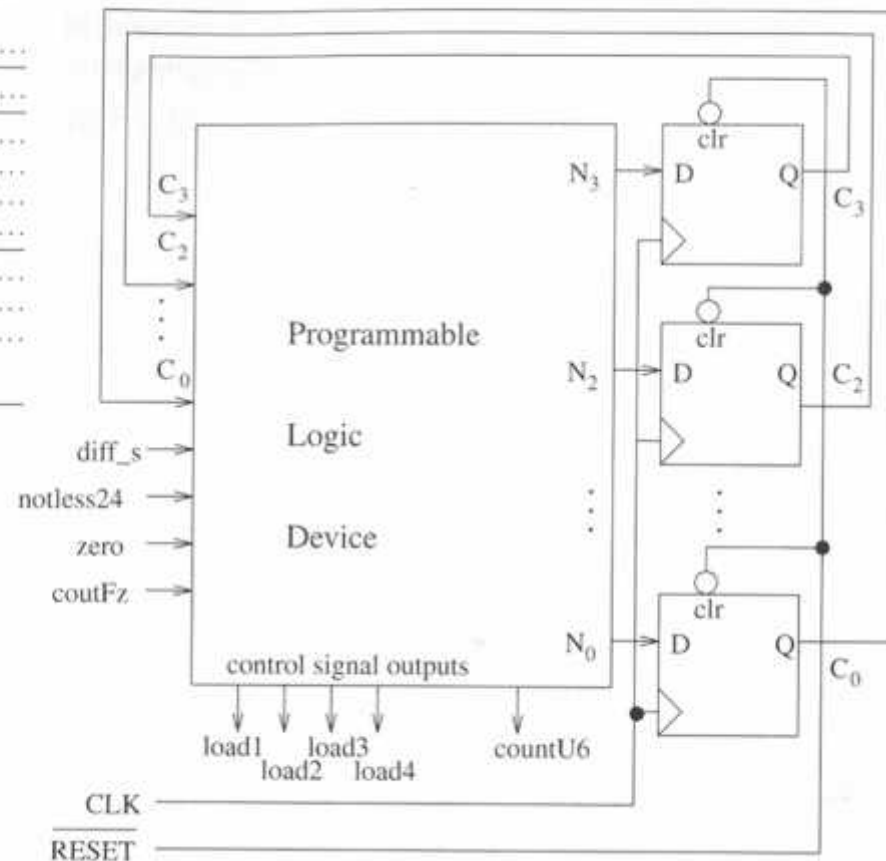 clr
C₃
N₃
D
Q
C₃
C₂
clr
Programmable
C₀
N₂
D
Q
C₂
diff_s
Logic
notless24
zero
Device
coutFz
clr
N₀
D
Q
C₀
control signal outputs
load1
load2
load3
load4
countU6
CLK
RESET